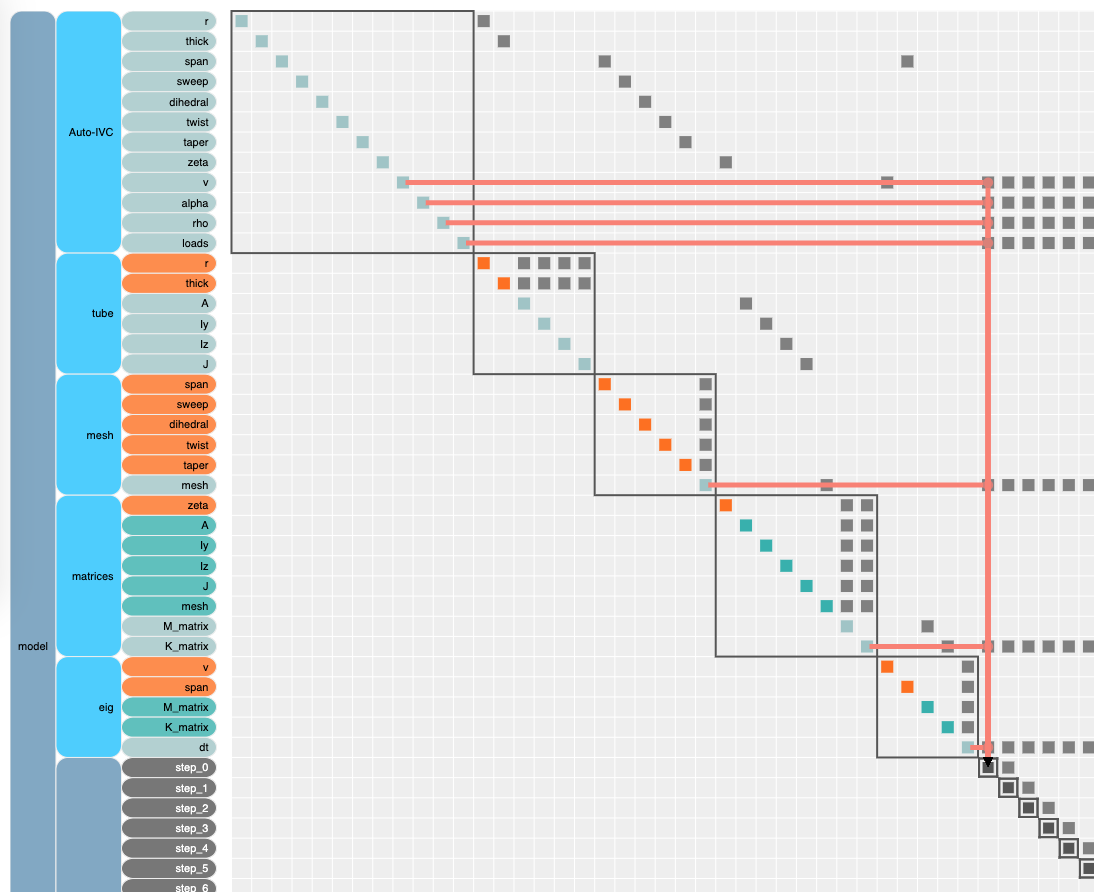 r
thick
span
sweep
dihedral
twist
taper
zeta
v
alpha
rho
loads
Auto-IVC
r
thick
A
Iy
Iz
J
tube
span
sweep
dihedral
twist
taper
mesh
mesh
zeta
A
Iy
Iz
J
mesh
M_matrix
K_matrix
matrices
model
v
span
M_matrix
K_matrix
dt
eig
step_0
step_1
step_2
step_3
step_4
step_5
step_6